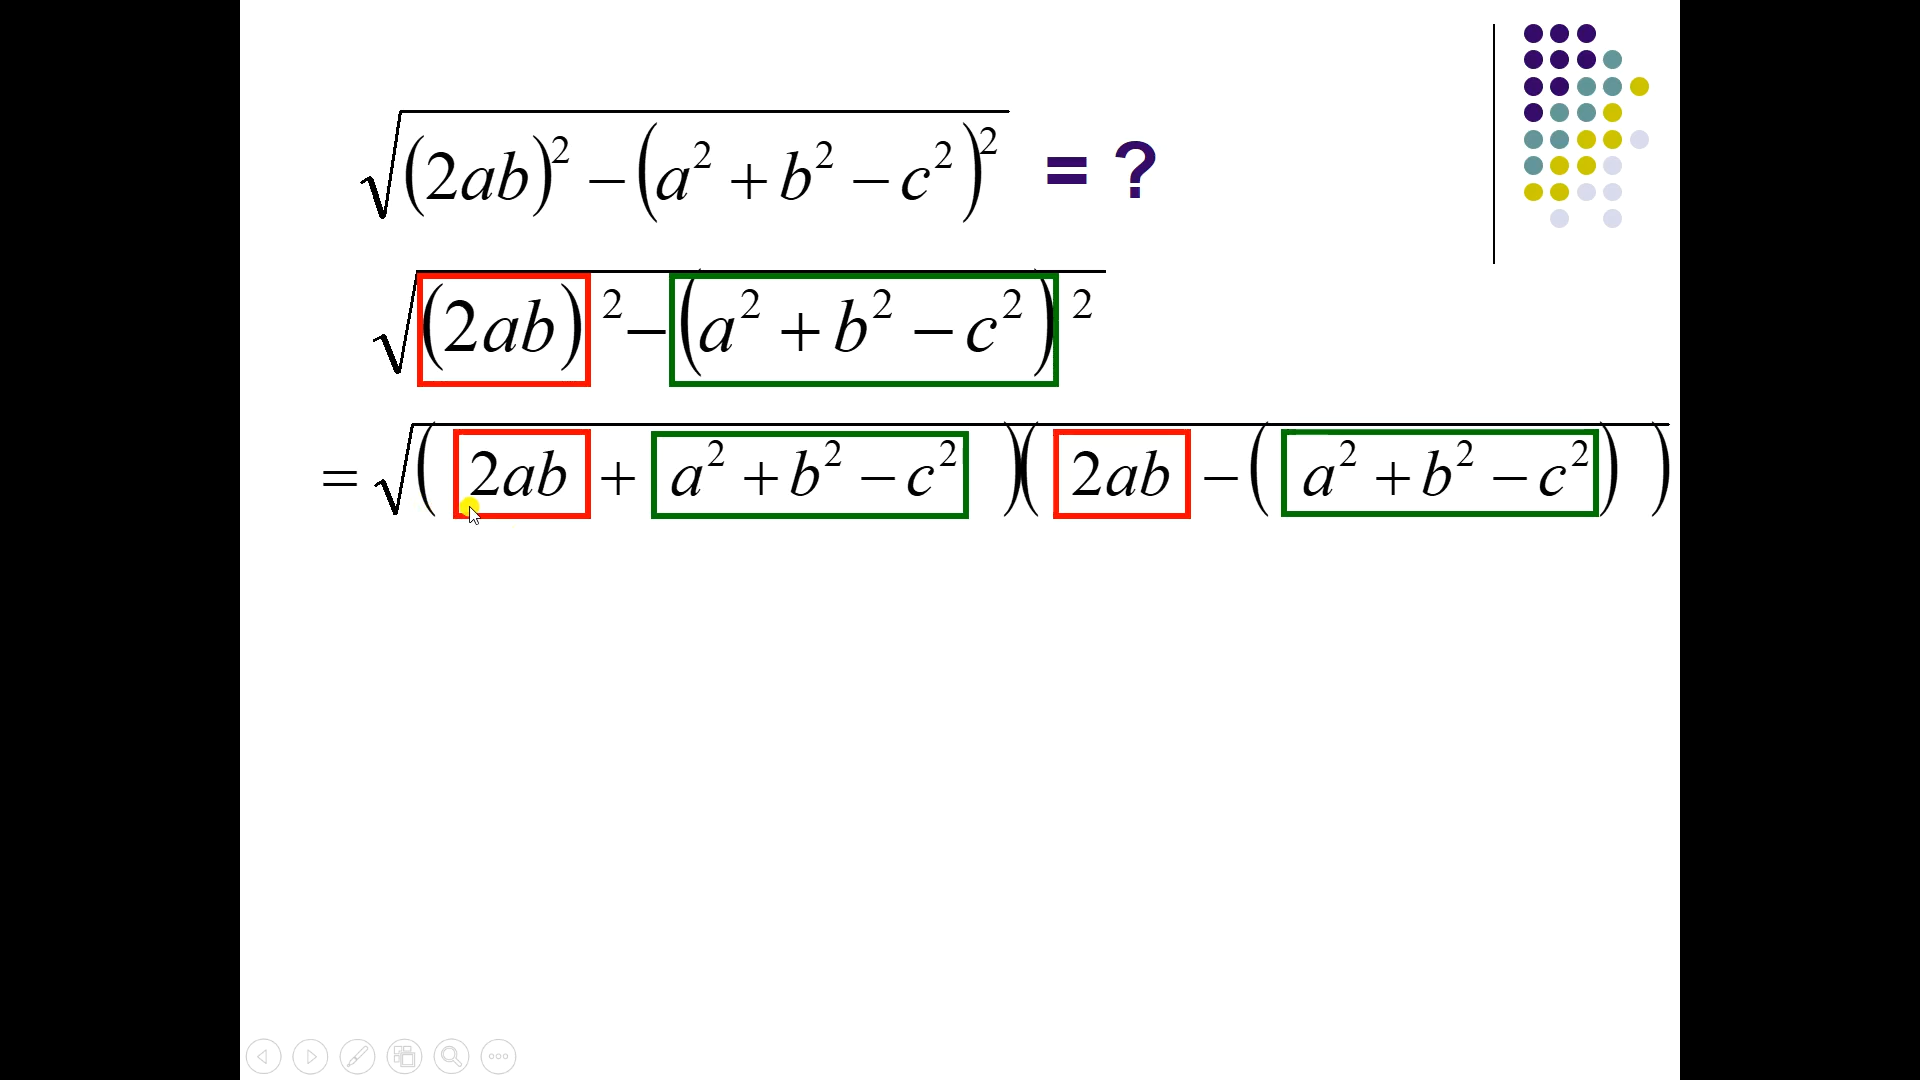 √((2ab)² − (a² + b² − c²)²) = ?
√((2ab)² − (a² + b² − c²)²)
= √((2ab + a² + b² − c²)(2ab − (a² + b² − c²)))